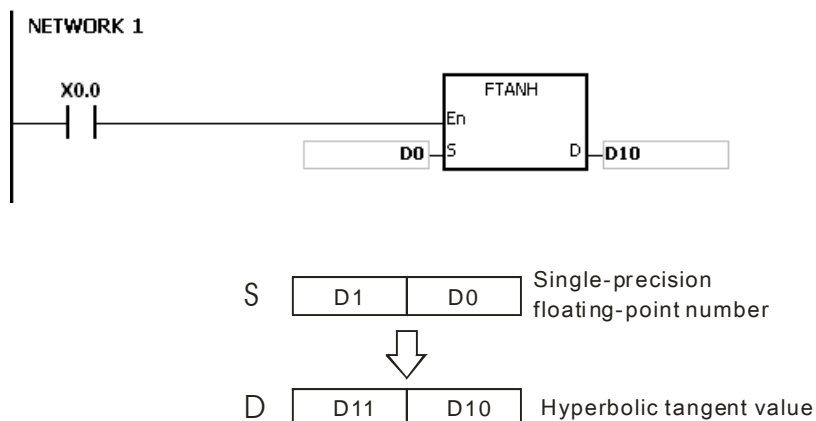 NETWORK 1
X0.0
FTANH
En
D0 S D D10
S D1 D0 Single-precision
floating-point number
D D11 D10 Hyperbolic tangent value